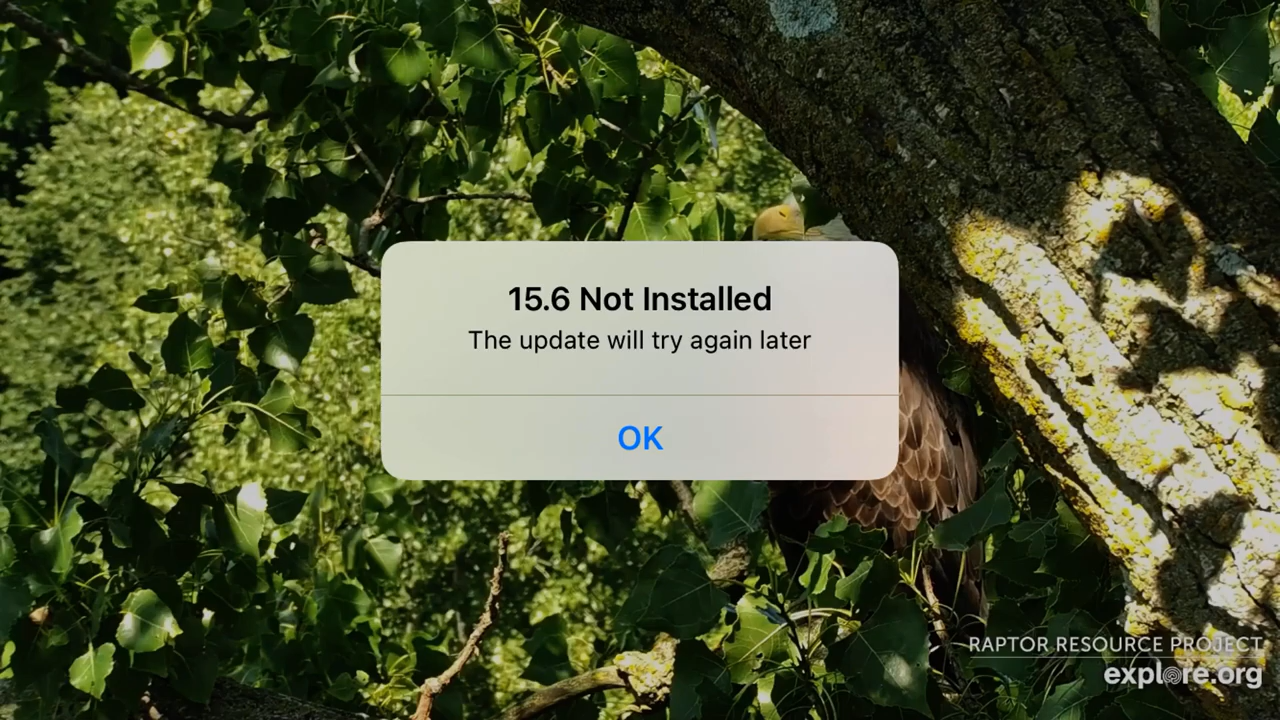 15.6 Not Installed
The update will try again later
OK
RAPTOR RESOURCE PROJECT
explore.org